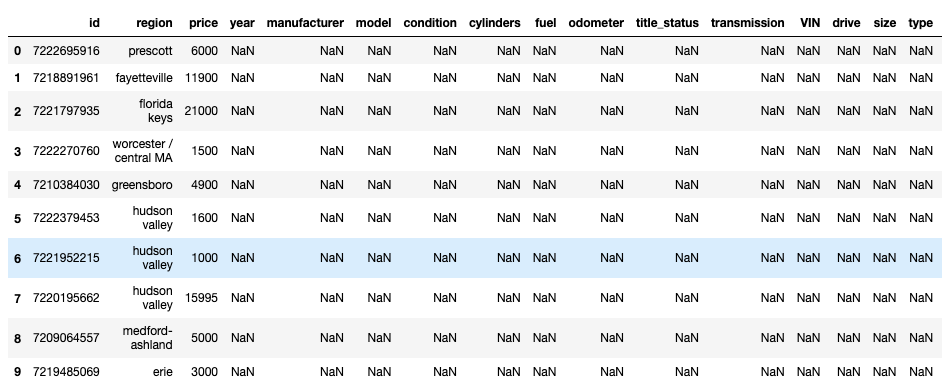 id region price year manufacturer model condition cylinders fuel odometer title_status transmission VIN drive size type
0 7222695916 prescott 6000 NaN NaN NaN NaN NaN NaN NaN NaN NaN NaN NaN NaN NaN
1 7218891961 fayetteville 11900 NaN NaN NaN NaN NaN NaN NaN NaN NaN NaN NaN NaN NaN
2 7221797935 florida keys 21000 NaN NaN NaN NaN NaN NaN NaN NaN NaN NaN NaN NaN NaN
3 7222270760 worcester / central MA 1500 NaN NaN NaN NaN NaN NaN NaN NaN NaN NaN NaN NaN NaN
4 7210384030 greensboro 4900 NaN NaN NaN NaN NaN NaN NaN NaN NaN NaN NaN NaN NaN
5 7222379453 hudson valley 1600 NaN NaN NaN NaN NaN NaN NaN NaN NaN NaN NaN NaN NaN
6 7221952215 hudson valley 1000 NaN NaN NaN NaN NaN NaN NaN NaN NaN NaN NaN NaN NaN
7 7220195662 hudson valley 15995 NaN NaN NaN NaN NaN NaN NaN NaN NaN NaN NaN NaN NaN
8 7209064557 medford-ashland 5000 NaN NaN NaN NaN NaN NaN NaN NaN NaN NaN NaN NaN NaN
9 7219485069 erie 3000 NaN NaN NaN NaN NaN NaN NaN NaN NaN NaN NaN NaN NaN